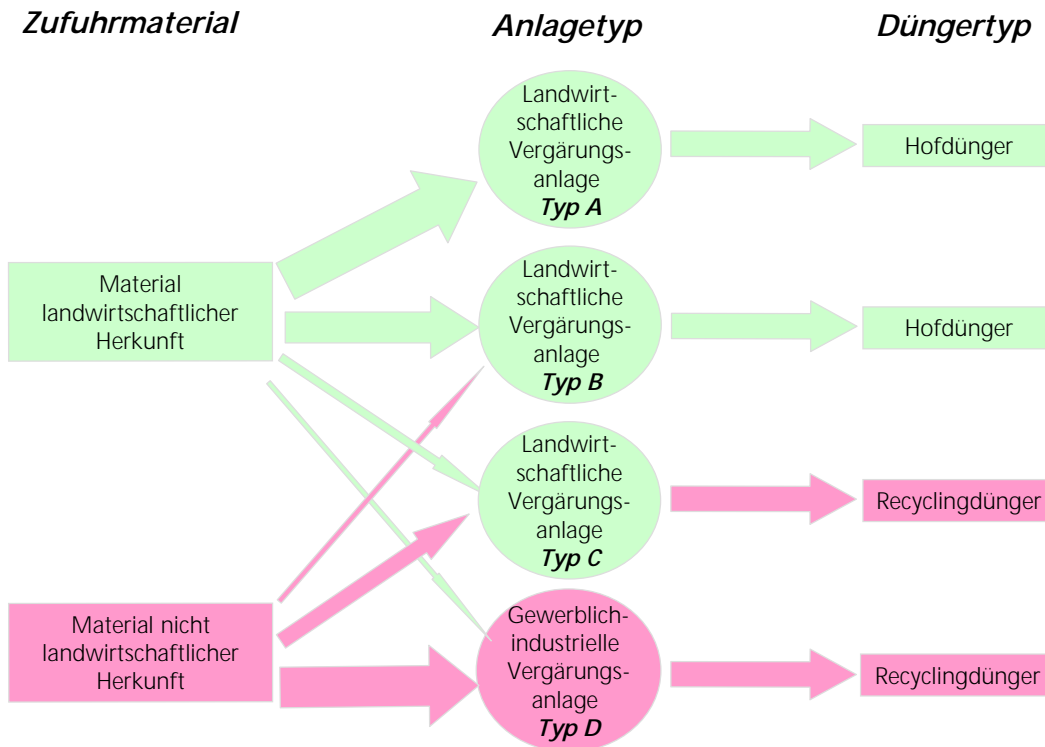 Zufuhrmaterial
Anlagetyp
Düngertyp
Landwirt-
schaftliche
Vergärungs-
anlage
Typ A
Hofdünger
Material
landwirtschaftlicher
Herkunft
Landwirt-
schaftliche
Vergärungs-
anlage
Typ B
Hofdünger
Landwirt-
schaftliche
Vergärungs-
anlage
Typ C
Recyclingdünger
Material nicht
landwirtschaftlicher
Herkunft
Gewerblich-
industrielle
Vergärungs-
anlage
Typ D
Recyclingdünger